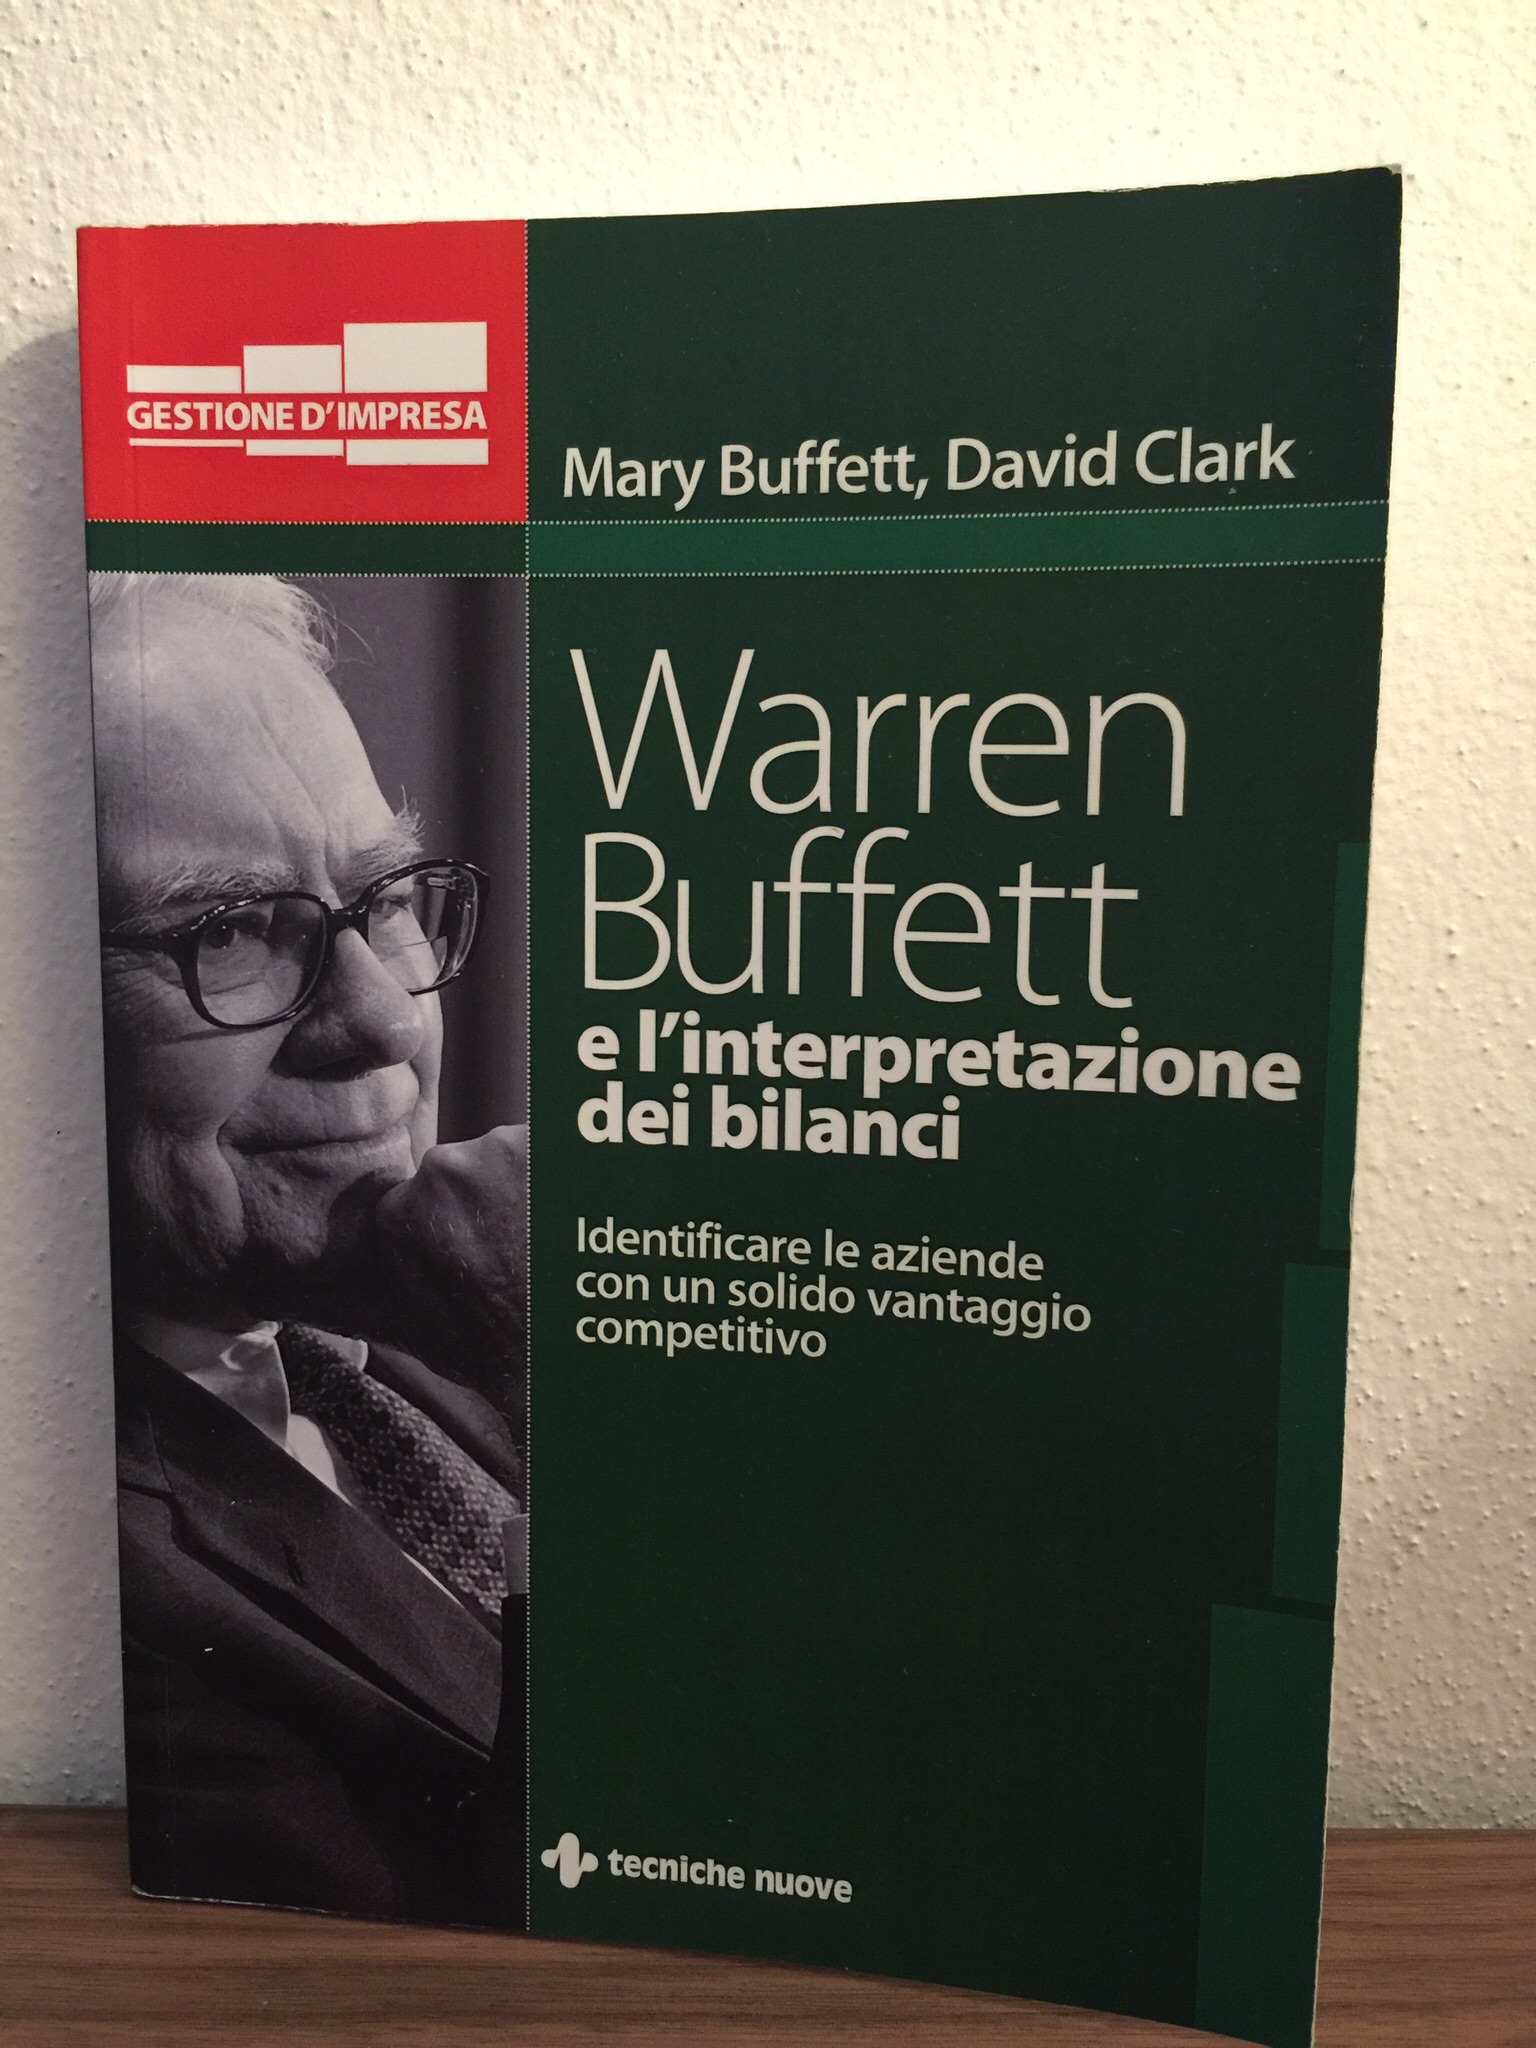 GESTIONE D'IMPRESA
Mary Buffett, David Clark
Warren
Buffett
e l'interpretazione
dei bilanci
Identificare le aziende
con un solido vantaggio
competitivo
tecniche nuove